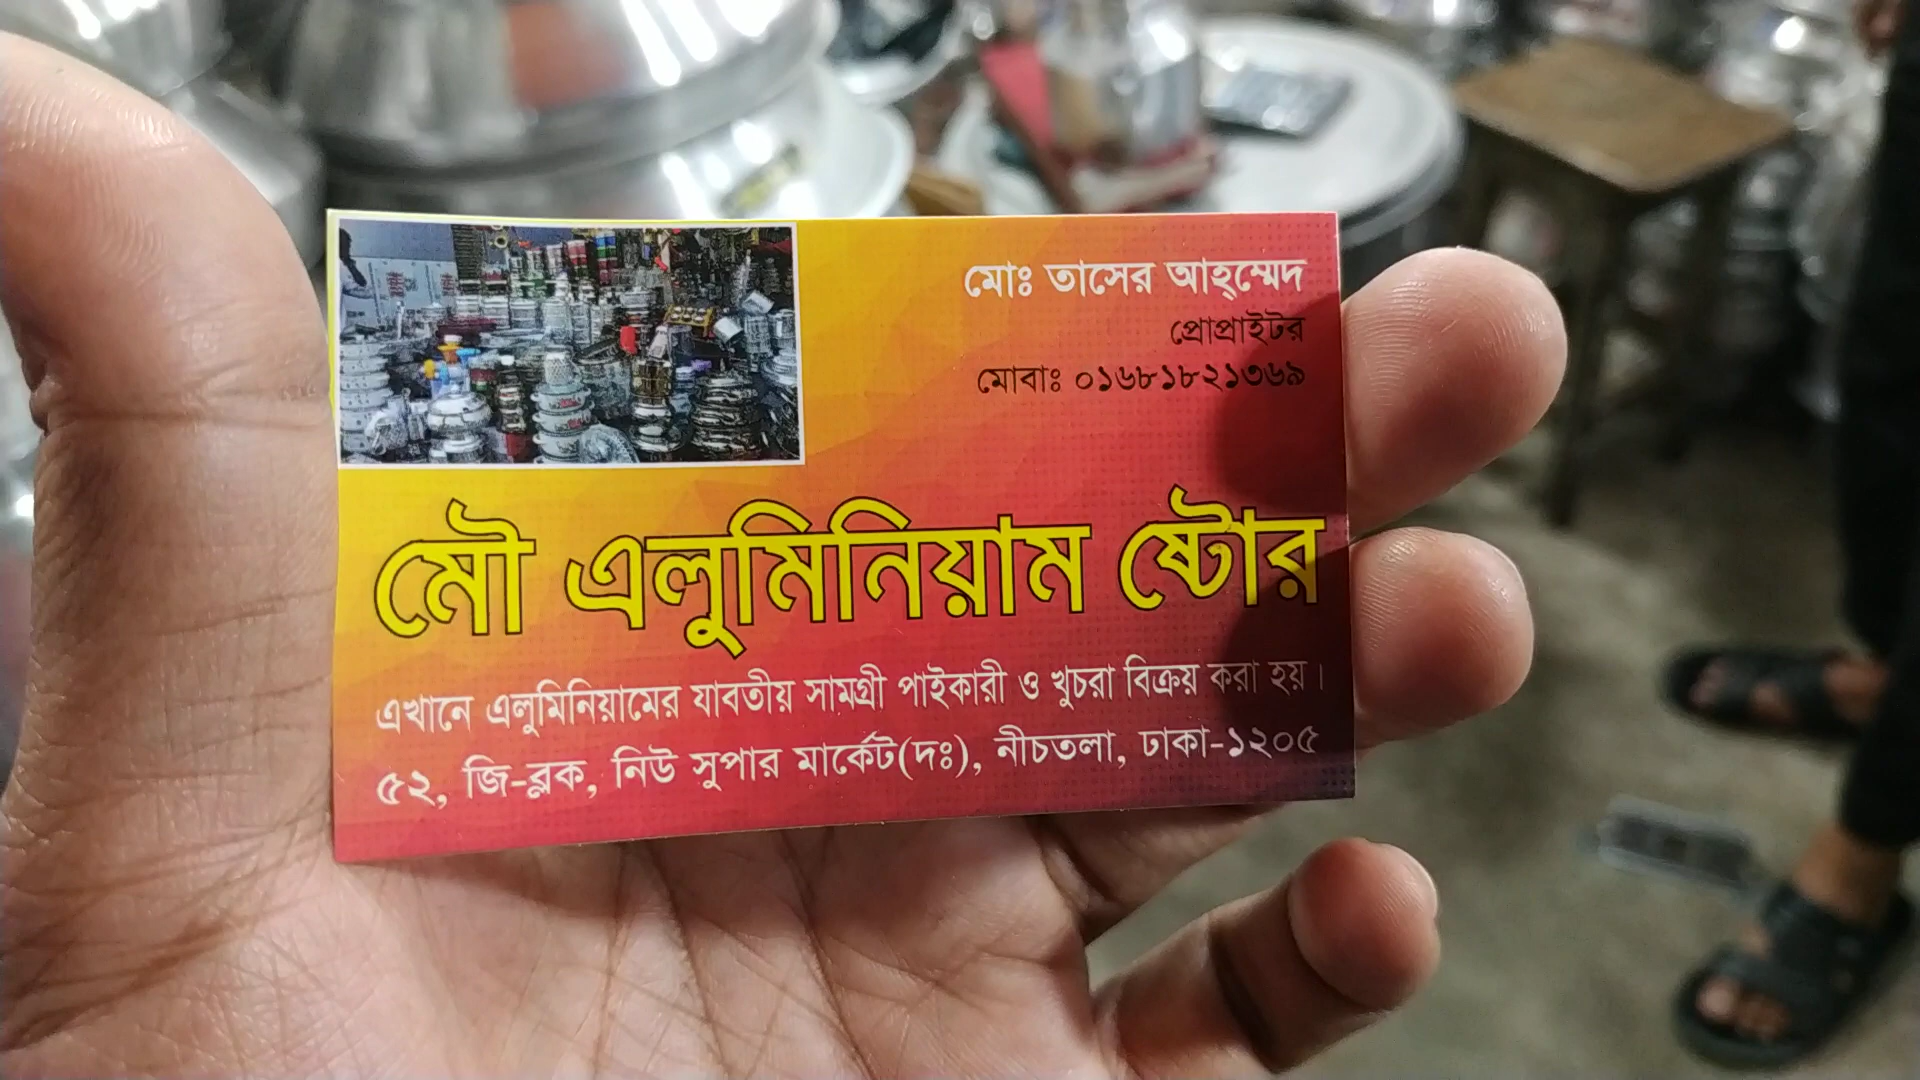 মোঃ তাসের আহ্‌ম্মেদ
প্রোপ্রাইটর
মোবাঃ ০১৬৮১৮২১৩৬৯
মৌ এলুমিনিয়াম ষ্টোর
এখানে এলুমিনিয়ামের যাবতীয় সামগ্রী পাইকারী ও খুচরা বিক্রয় করা হয়।
৫২, জি-ব্লক, নিউ সুপার মার্কেট(দঃ), নীচতলা, ঢাকা-১২০৫